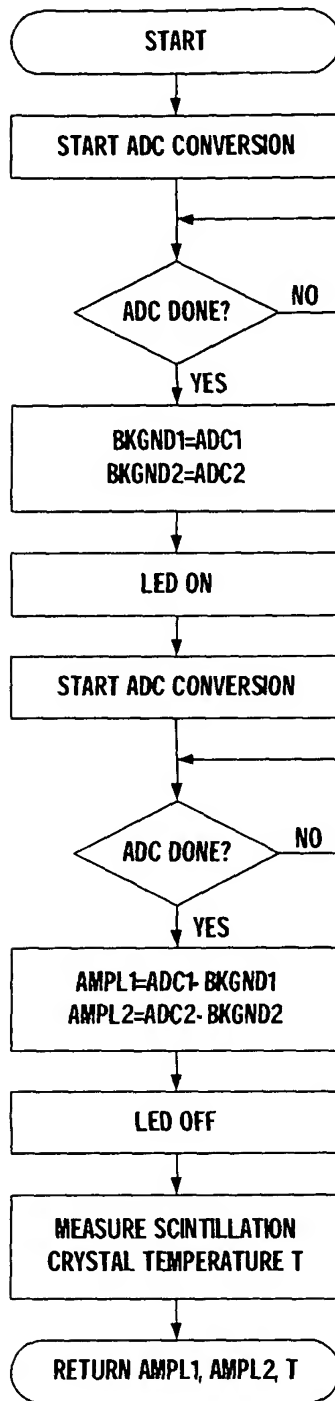 START
START ADC CONVERSION
ADC DONE?
NO
YES
BKGND1=ADC1
BKGND2=ADC2
LED ON
START ADC CONVERSION
ADC DONE?
NO
YES
AMPL1=ADC1-BKGND1
AMPL2=ADC2-BKGND2
LED OFF
MEASURE SCINTILLATION
CRYSTAL TEMPERATURE T
RETURN AMPL1, AMPL2, T